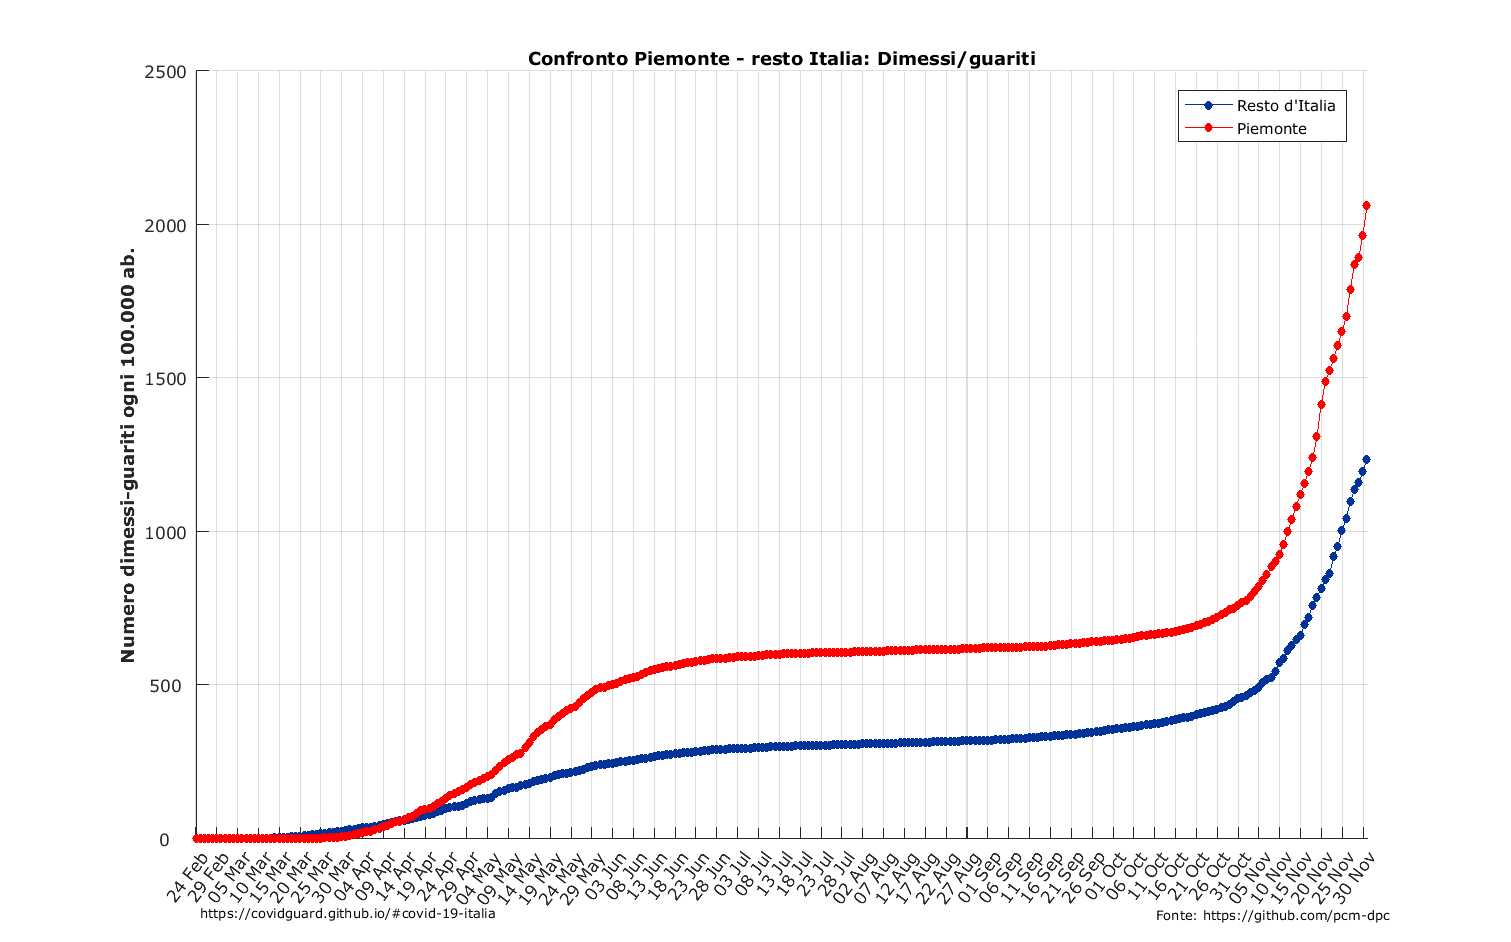 Confronto Piemonte - resto Italia: Dimessi/guariti
Resto d'Italia
Piemonte
Numero dimessi-guariti ogni 100.000 ab.
2500
2000
1500
1000
500
0
24 Feb
29 Feb
05 Mar
10 Mar
15 Mar
20 Mar
25 Mar
30 Mar
04 Apr
09 Apr
14 Apr
19 Apr
24 Apr
29 Apr
04 May
09 May
14 May
19 May
24 May
29 May
03 Jun
08 Jun
13 Jun
18 Jun
23 Jun
28 Jun
03 Jul
08 Jul
13 Jul
18 Jul
23 Jul
28 Jul
02 Aug
07 Aug
12 Aug
17 Aug
22 Aug
27 Aug
01 Sep
06 Sep
11 Sep
16 Sep
21 Sep
26 Sep
01 Oct
06 Oct
11 Oct
16 Oct
21 Oct
26 Oct
31 Oct
05 Nov
10 Nov
15 Nov
20 Nov
25 Nov
30 Nov
https://covidguard.github.io/#covid-19-italia
Fonte: https://github.com/pcm-dpc